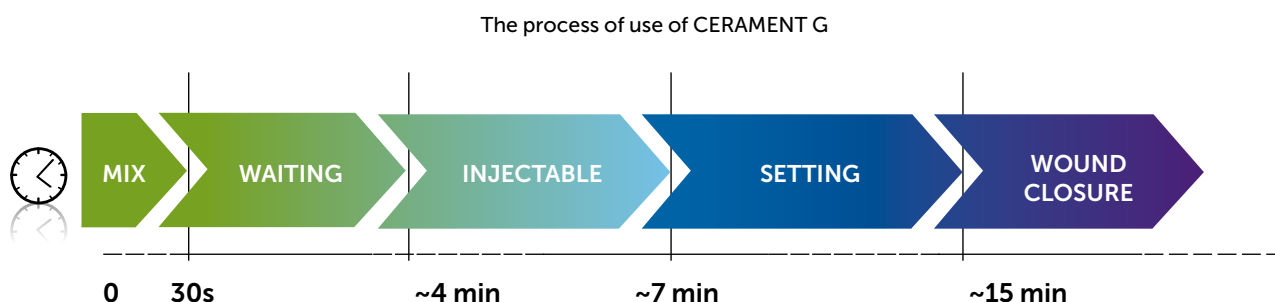 The process of use of CERAMENT G
MIX
WAITING
INJECTABLE
SETTING
WOUND
CLOSURE
0
30s
~4 min
~7 min
~15 min